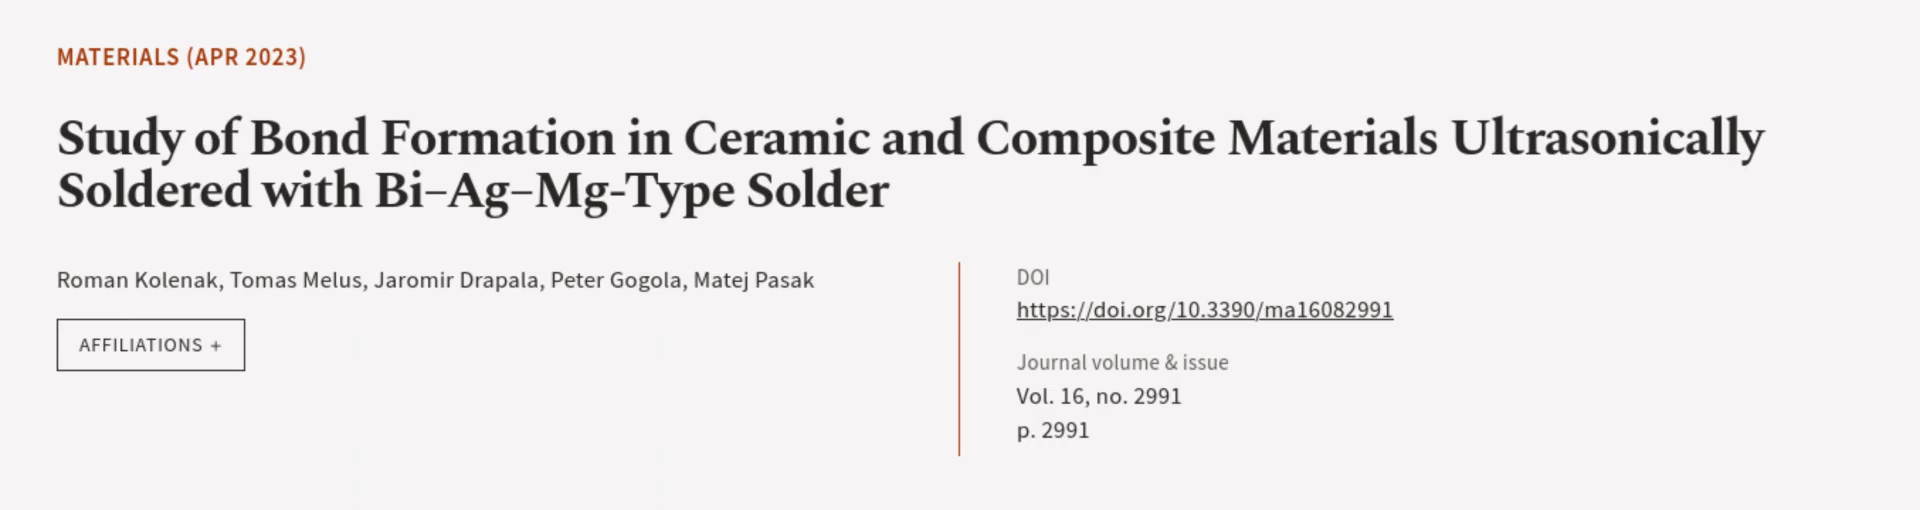 MATERIALS (APR 2023)
Study of Bond Formation in Ceramic and Composite Materials Ultrasonically
Soldered with Bi–Ag–Mg-Type Solder
Roman Kolenak, Tomas Melus, Jaromir Drapala, Peter Gogola, Matej Pasak
AFFILIATIONS +
DOI
https://doi.org/10.3390/ma16082991
Journal volume & issue
Vol. 16, no. 2991
p. 2991